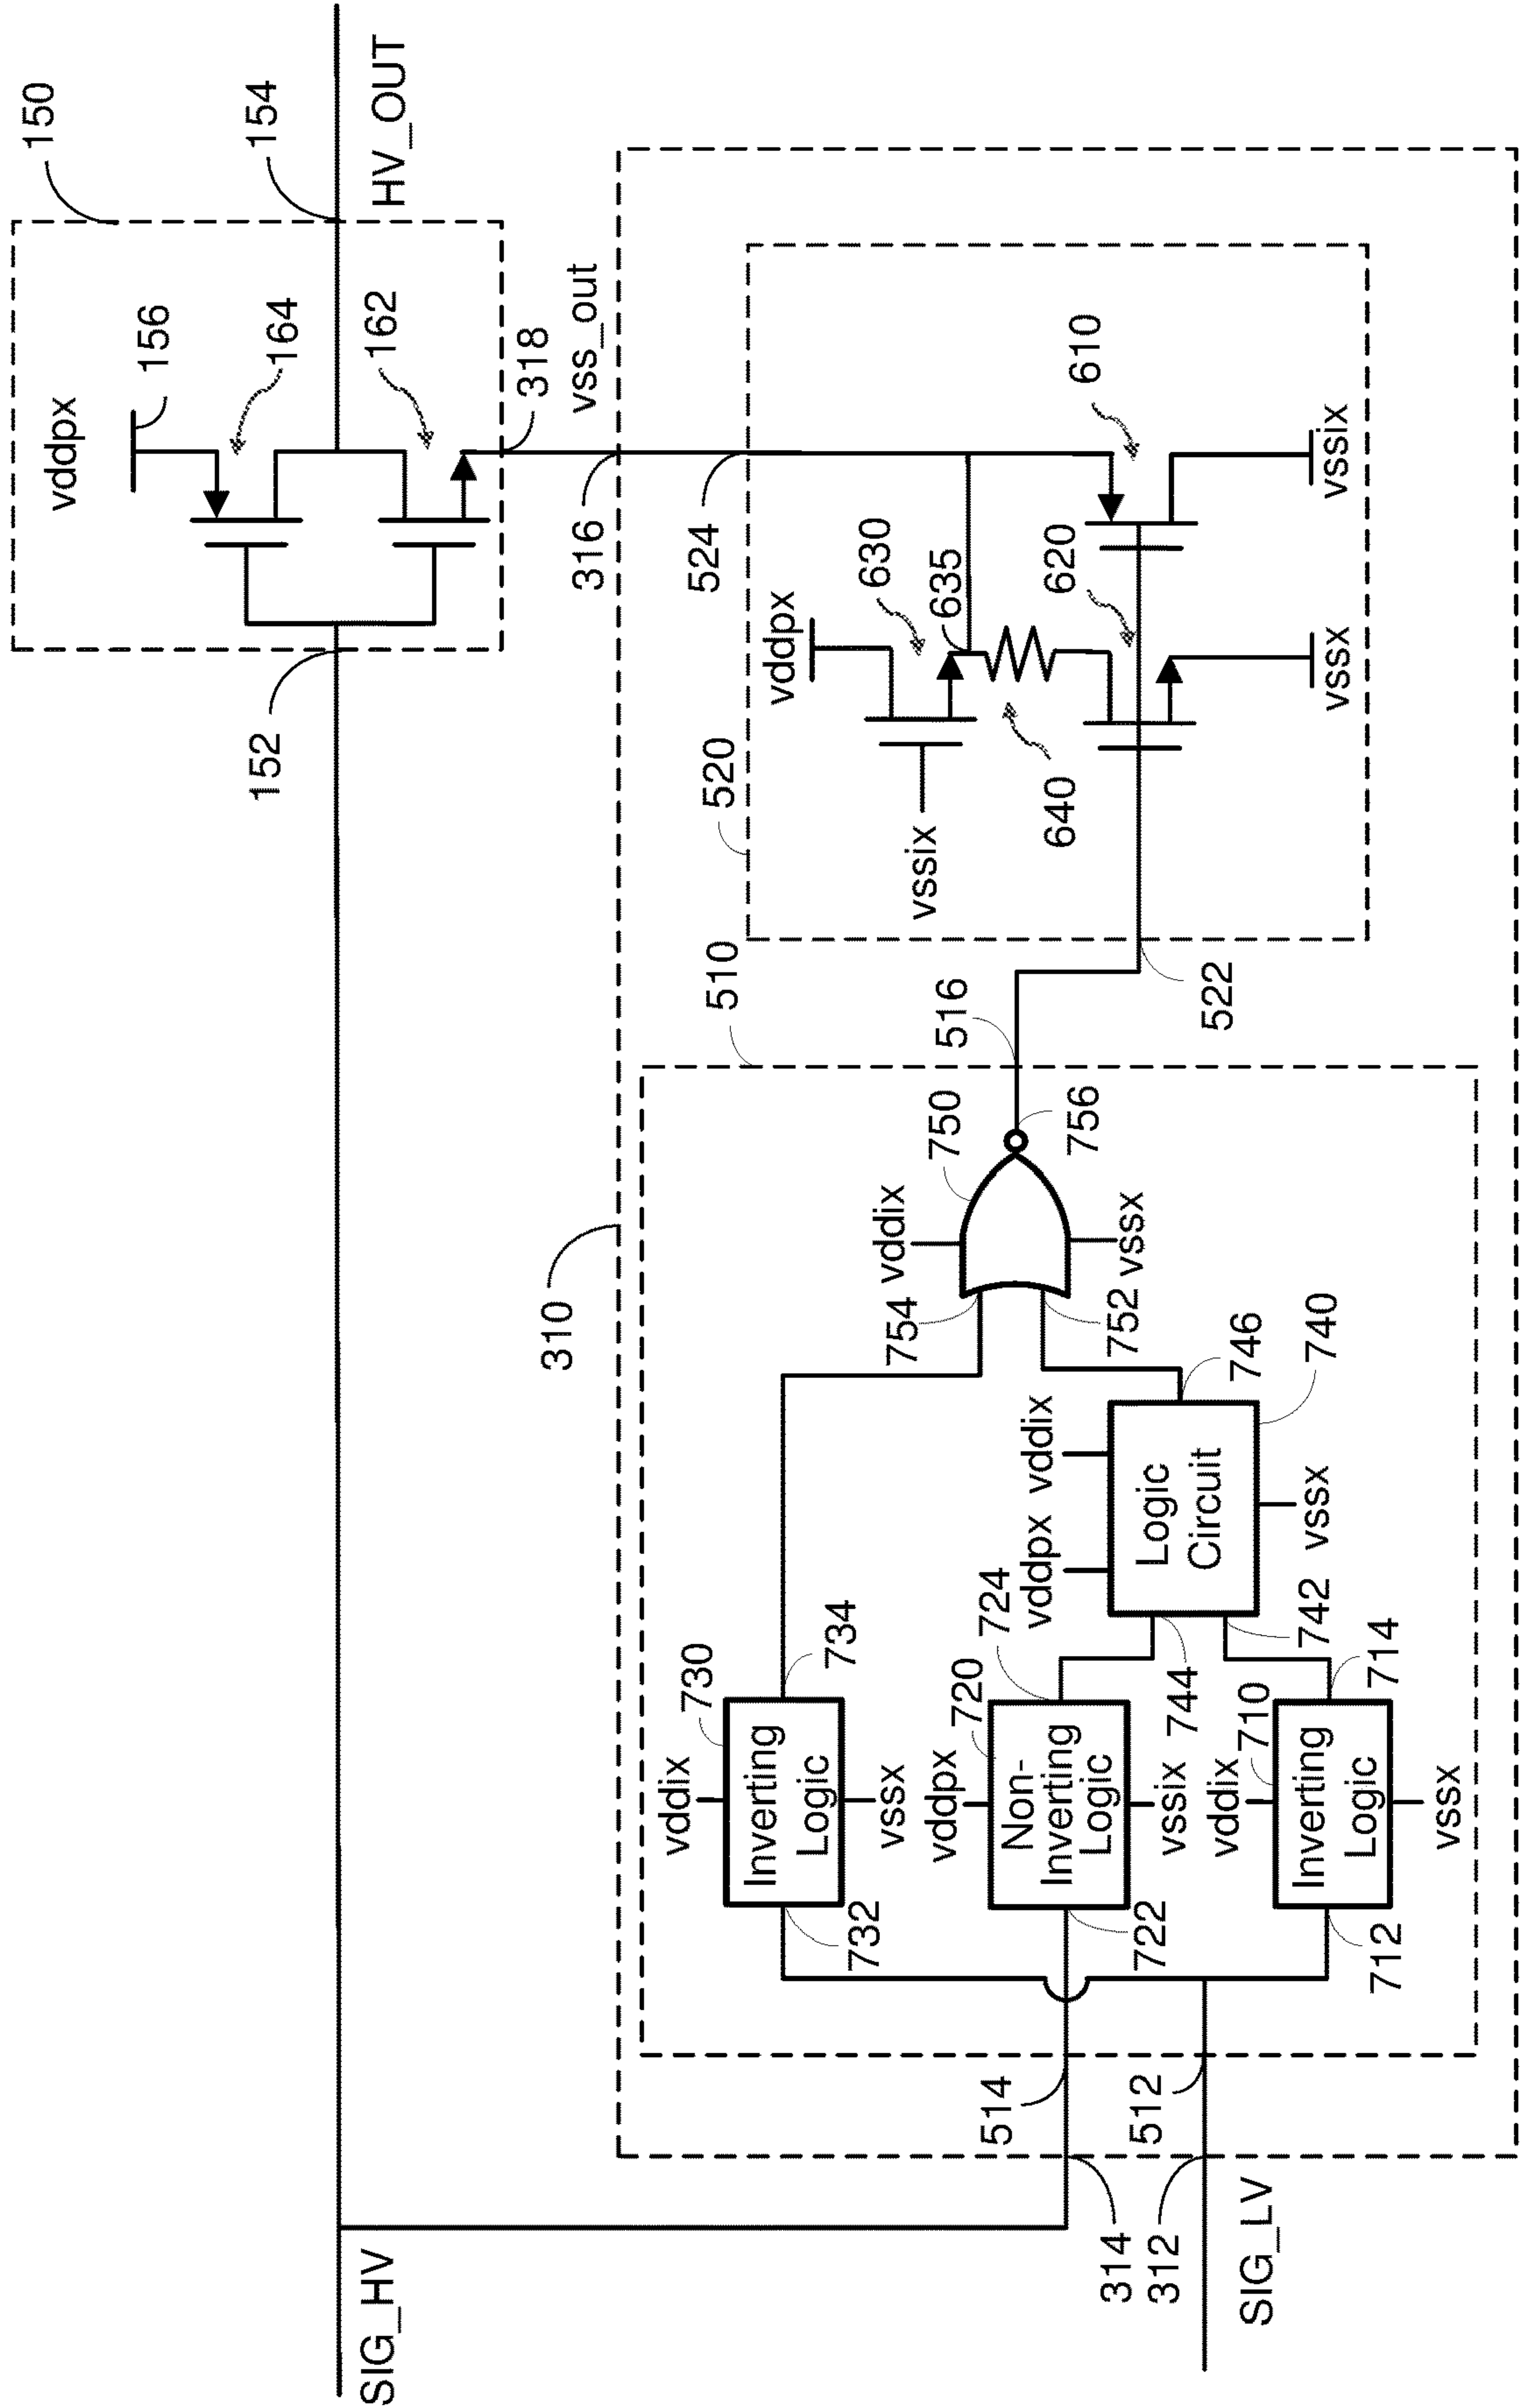 150
154
HV_OUT
vddpx
156
164
162
318
vss_out
152
316
524
SIG_HV
310
520
vddpx
630
635
640
vssix
620
610
vssx
vssix
522
510
516
750
756
vddix
vssx
754
752
730
vddix
Inverting
Logic
vssx
732
734
720
vddpx
Non-
Inverting
Logic
vssix
722
724
710
vddix
Inverting
Logic
vssx
712
714
744
742
vddpx
vddix
Logic
Circuit
vssx
746
740
514
512
314
312
SIG_LV